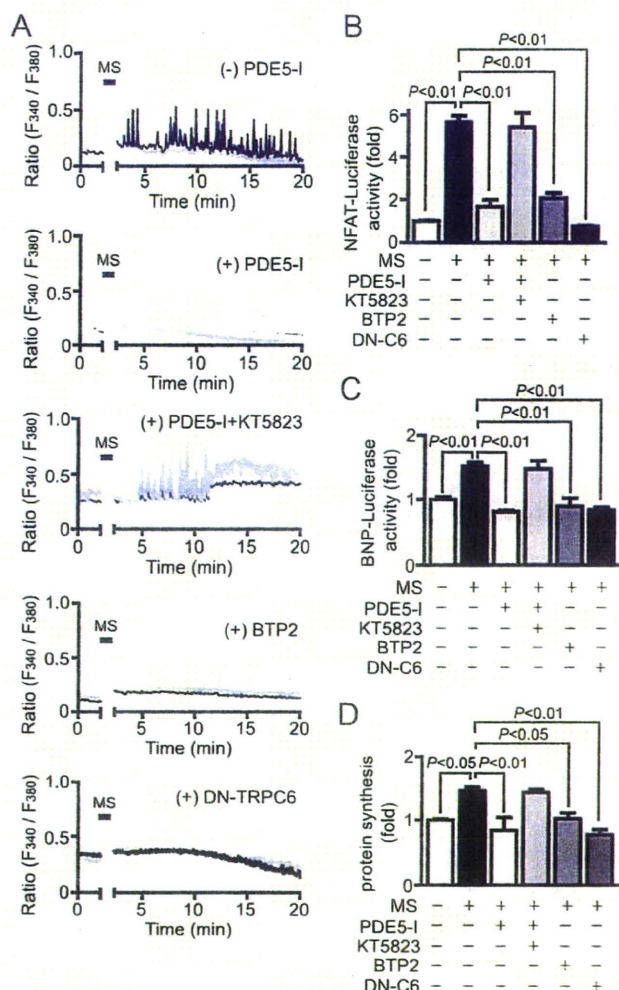 A
1.0
MS
(-) PDE5-I
0.5
0
0 5 10 15 20
Time (min)
Ratio (F340 / F380)
1.0
MS
(+) PDE5-I
0.5
0
0 5 10 15 20
Time (min)
Ratio (F340 / F380)
1.0
(+) PDE5-I+KT5823
MS
0.5
0
0 5 10 15 20
Time (min)
Ratio (F340 / F380)
1.0
MS
(+) BTP2
0.5
0
0 5 10 15 20
Time (min)
Ratio (F340 / F380)
1.0
MS
(+) DN-TRPC6
0.5
0
0 5 10 15 20
Time (min)
Ratio (F340 / F380)
B
P<0.01
P<0.01
P<0.01 P<0.01
6
4
2
0
NFAT-Luciferase
activity (fold)
MS – + + + + +
PDE5-I – – + + – –
KT5823 – – – + – –
BTP2 – – – – + –
DN-C6 – – – – – +
C
P<0.01
P<0.01
P<0.01 P<0.01
2
1
0
BNP-Luciferase
activity (fold)
MS – + + + + +
PDE5-I – – + + – –
KT5823 – – – + – –
BTP2 – – – – + –
DN-C6 – – – – – +
D
P<0.01
P<0.05
P<0.05 P<0.01
2
1
0
protein synthesis
(fold)
MS – + + + + +
PDE5-I – – + + – –
KT5823 – – – + – –
BTP2 – – – – + –
DN-C6 – – – – – +